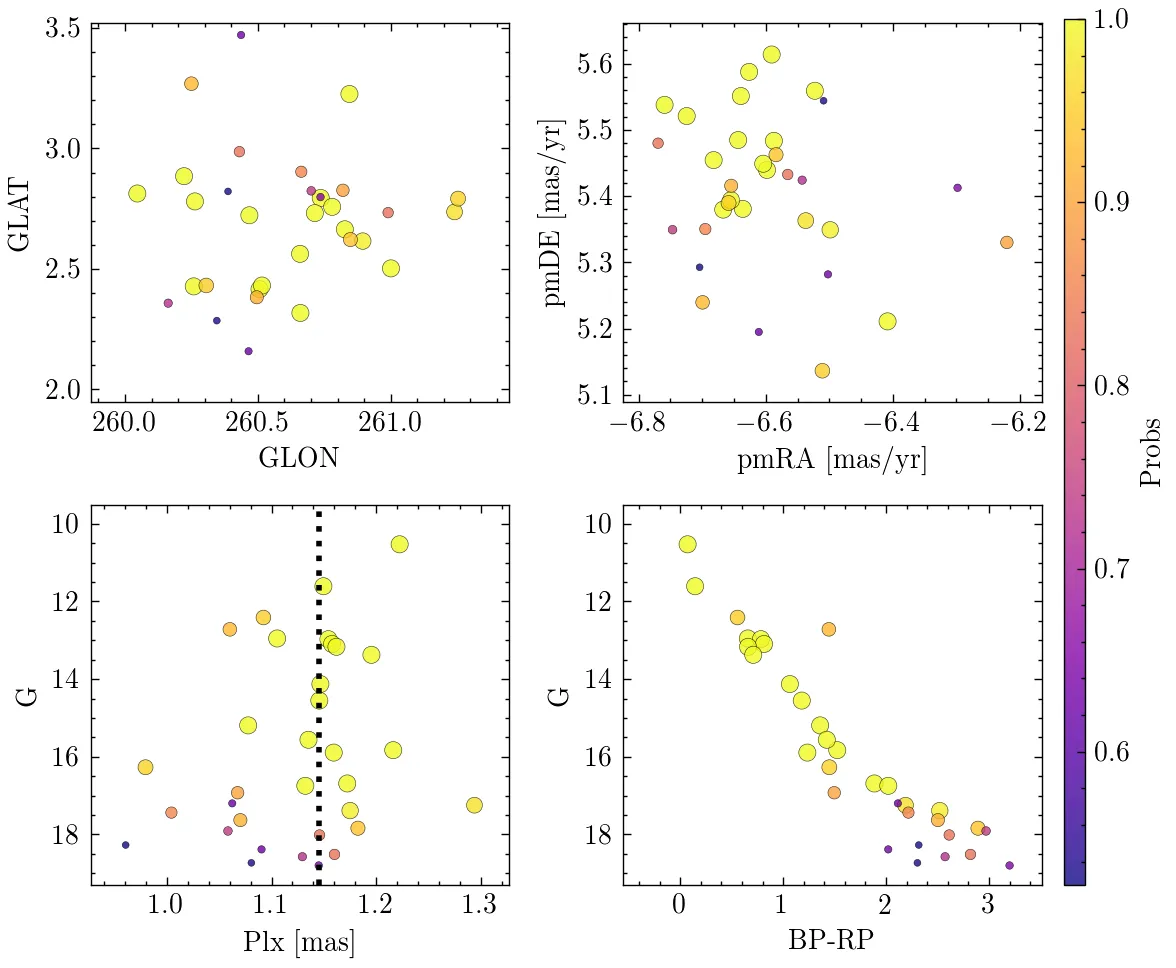 3.5
3.0
2.5
2.0
GLAT
260.0 260.5 261.0
GLON
5.6
5.5
5.4
5.3
5.2
5.1
pmDE [mas/yr]
−6.8 −6.6 −6.4 −6.2
pmRA [mas/yr]
10
12
14
16
18
G
1.0 1.1 1.2 1.3
Plx [mas]
10
12
14
16
18
G
0 1 2 3
BP-RP
1.0
0.9
0.8
0.7
0.6
Probs